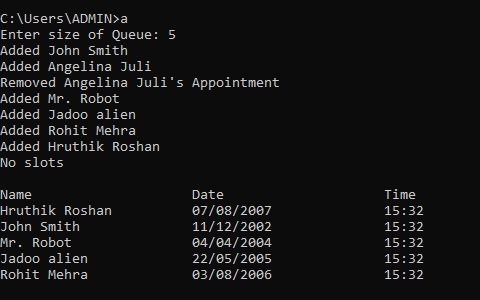 C:\Users\ADMIN>a
Enter size of Queue: 5
Added John Smith
Added Angelina Juli
Removed Angelina Juli's Appointment
Added Mr. Robot
Added Jadoo alien
Added Rohit Mehra
Added Hruthik Roshan
No slots
Name Date Time
Hruthik Roshan 07/08/2007 15:32
John Smith 11/12/2002 15:32
Mr. Robot 04/04/2004 15:32
Jadoo alien 22/05/2005 15:32
Rohit Mehra 03/08/2006 15:32